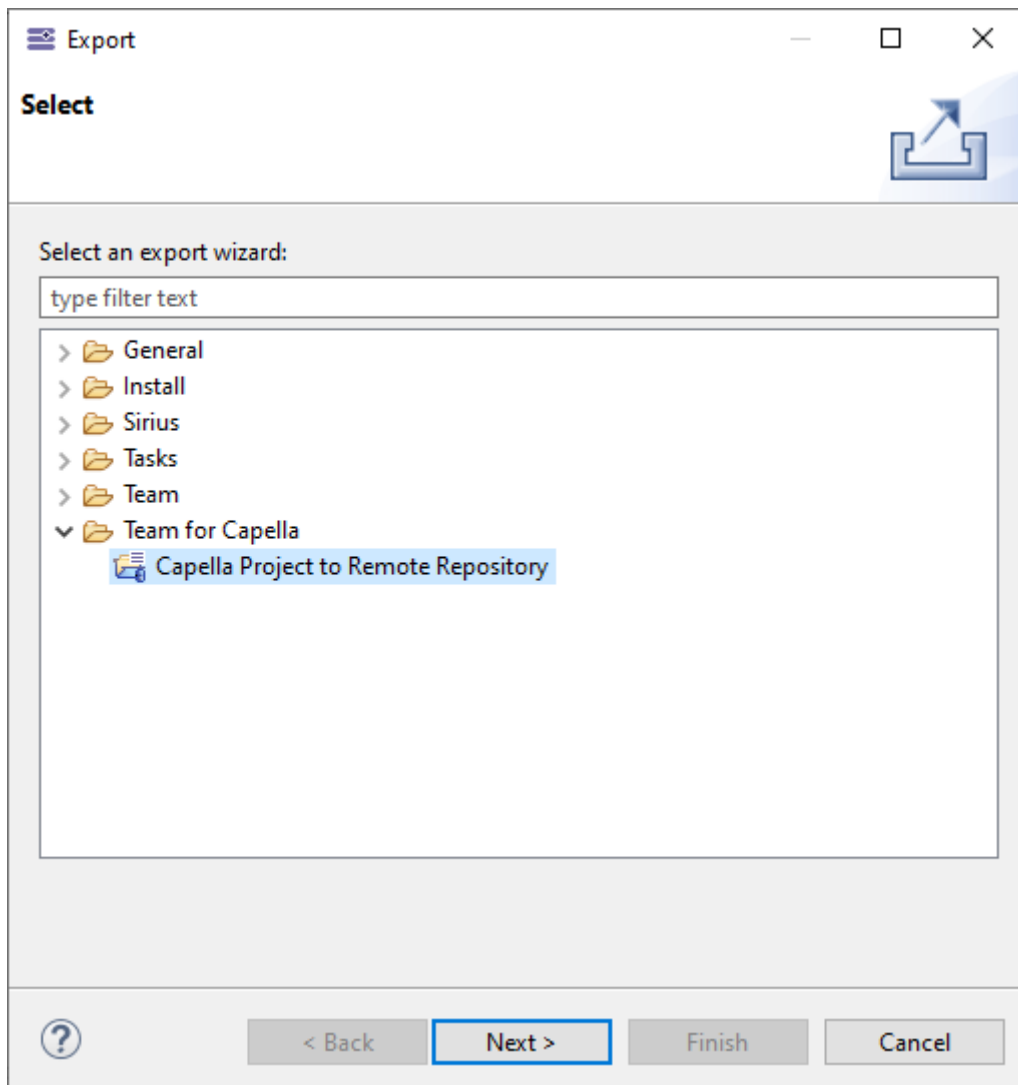 Export
Select
Select an export wizard:
type filter text
General
Install
Sirius
Tasks
Team
Team for Capella
Capella Project to Remote Repository
< Back Next > Finish Cancel